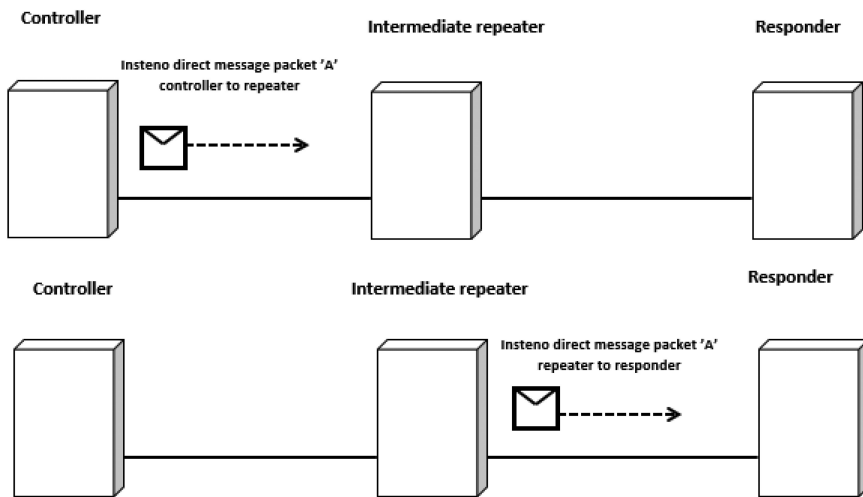 Controller
Intermediate repeater
Responder
Insteno direct message packet 'A'
controller to repeater
Controller
Intermediate repeater
Responder
Insteno direct message packet 'A'
repeater to responder